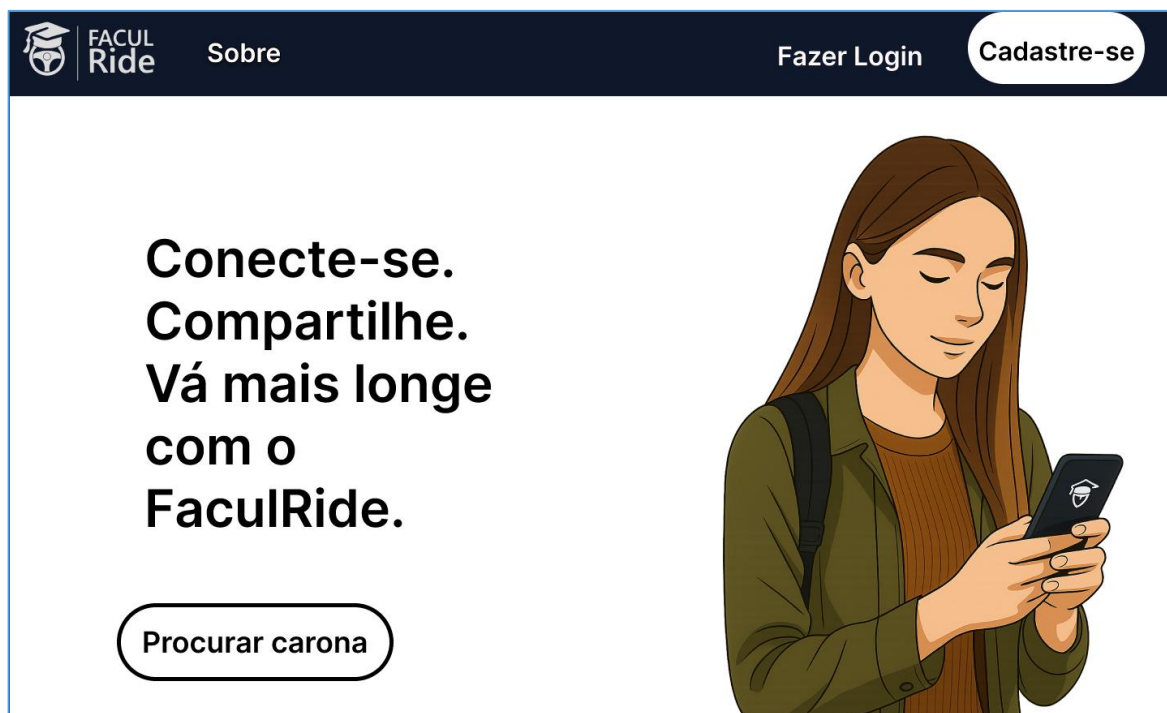 FACUL
Ride
Sobre
Fazer Login
Cadastre-se
Conecte-se.
Compartilhe.
Vá mais longe
com o
FaculRide.
Procurar carona